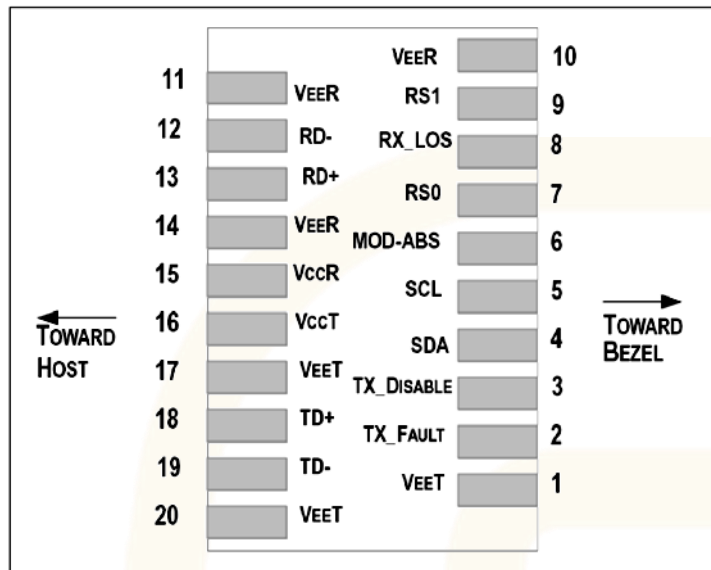 11 VEER
12 RD-
13 RD+
14 VEER
15 VCCR
16 VCCT
17 VEET
18 TD+
19 TD-
20 VEET
VEER 10
RS1 9
RX_LOS 8
RS0 7
MOD-ABS 6
SCL 5
SDA 4
TX_DISABLE 3
TX_FAULT 2
VEET 1
TOWARD
HOST
TOWARD
BEZEL